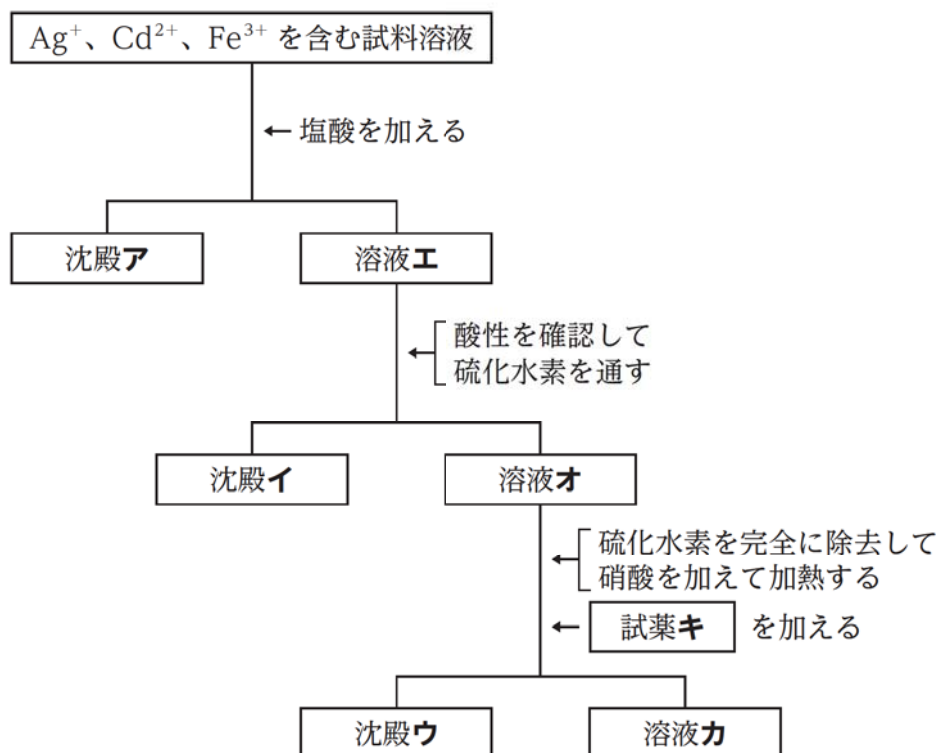 Ag⁺、Cd²⁺、Fe³⁺ を含む試料溶液
← 塩酸を加える
沈殿ア
溶液エ
酸性を確認して
硫化水素を通す
沈殿イ
溶液オ
硫化水素を完全に除去して
硝酸を加えて加熱する
← 試薬キ を加える
沈殿ウ
溶液カ